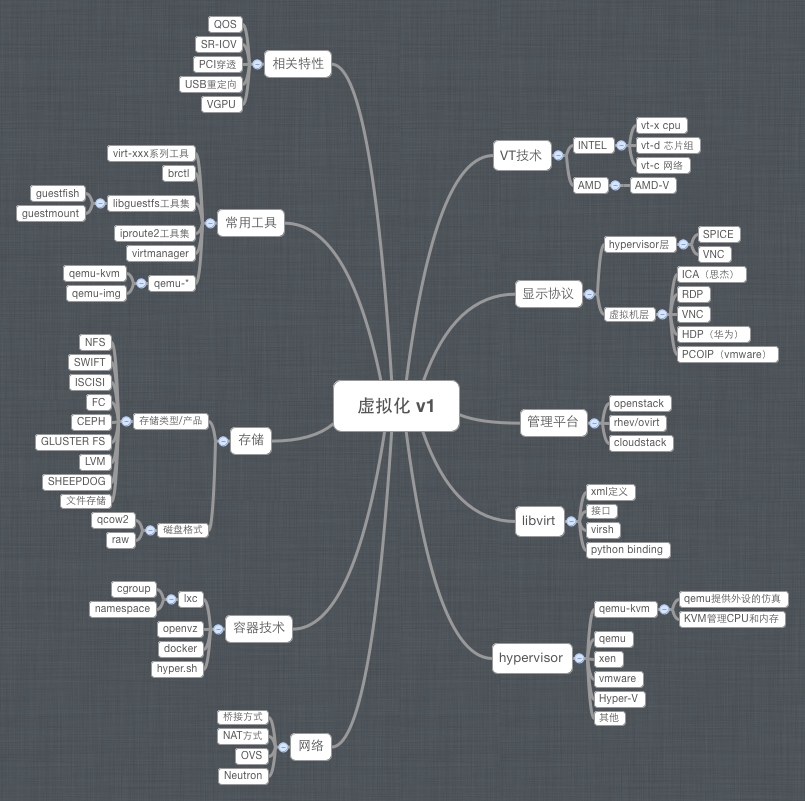 虚拟化 v1
相关特性
QOS
SR-IOV
PCI穿透
USB重定向
VGPU
常用工具
virt-xxx系列工具
brctl
libguestfs工具集
guestfish
guestmount
iproute2工具集
virtmanager
qemu-*
qemu-kvm
qemu-img
存储
存储类型/产品
NFS
SWIFT
ISCISI
FC
CEPH
GLUSTER FS
LVM
SHEEPDOG
文件存储
磁盘格式
qcow2
raw
容器技术
lxc
cgroup
namespace
openvz
docker
hyper.sh
网络
桥接方式
NAT方式
OVS
Neutron
VT技术
INTEL
vt-x cpu
vt-d 芯片组
vt-c 网络
AMD
AMD-V
显示协议
hypervisor层
SPICE
VNC
虚拟机层
ICA（思杰）
RDP
VNC
HDP（华为）
PCOIP（vmware）
管理平台
openstack
rhev/ovirt
cloudstack
libvirt
xml定义
接口
virsh
python binding
hypervisor
qemu-kvm
qemu提供外设的仿真
KVM管理CPU和内存
qemu
xen
vmware
Hyper-V
其他